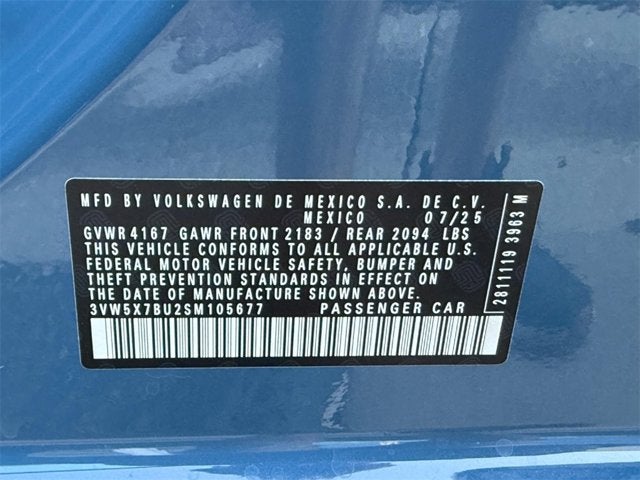 MFD BY VOLKSWAGEN DE MEXICO S.A. DE C.V.
MEXICO 07/25
GVWR 4167 GAWR FRONT 2183 / REAR 2094 LBS
THIS VEHICLE CONFORMS TO ALL APPLICABLE U.S.
FEDERAL MOTOR VEHICLE SAFETY, BUMPER AND
THEFT PREVENTION STANDARDS IN EFFECT ON
THE DATE OF MANUFACTURE SHOWN ABOVE.
3VW5X7BU2SM105677 PASSENGER CAR
2811119 3963 M